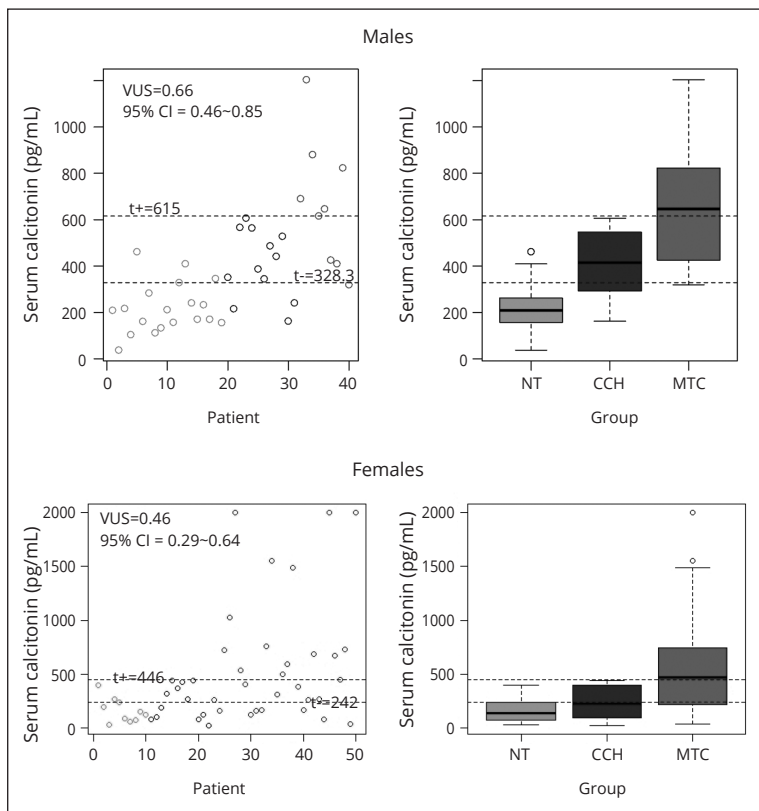 Males
Serum calcitonin (pg/mL)
1000
800
600
400
200
0
VUS=0.66
95% CI = 0.46~0.85
t+=615
t-=328.3
0 10 20 30 40
Patient
Serum calcitonin (pg/mL)
1000
800
600
400
200
0
NT CCH MTC
Group
Females
Serum calcitonin (pg/mL)
2000
1500
1000
500
0
VUS=0.46
95% CI = 0.29~0.64
t+=446
t-=242
0 10 20 30 40 50
Patient
Serum calcitonin (pg/mL)
2000
1500
1000
500
0
NT CCH MTC
Group